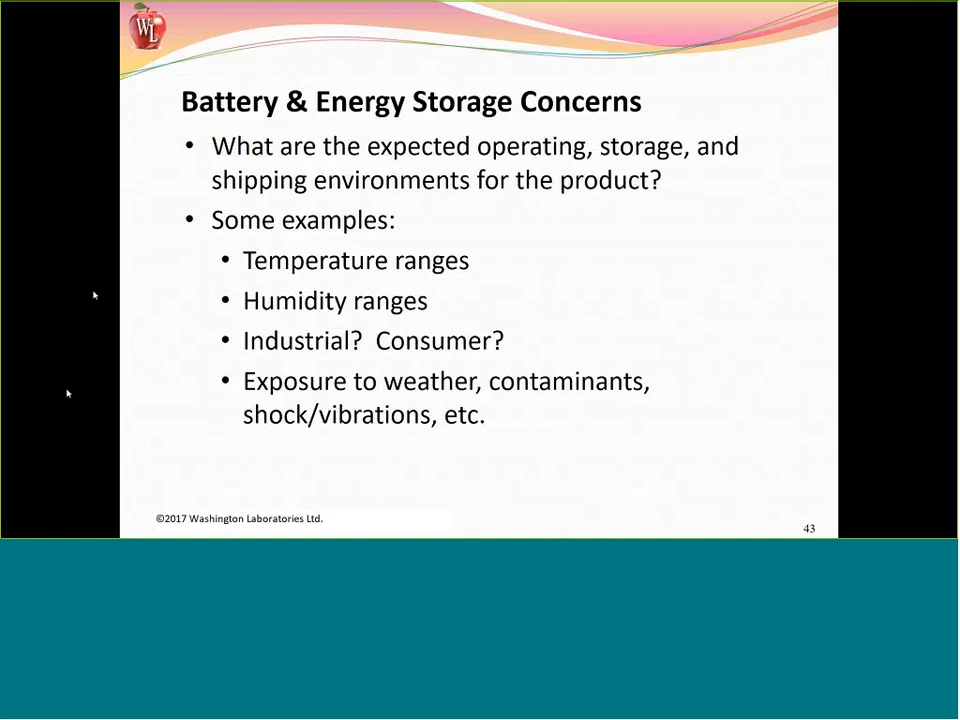 WL
Battery & Energy Storage Concerns
• What are the expected operating, storage, and
shipping environments for the product?
• Some examples:
• Temperature ranges
• Humidity ranges
• Industrial?  Consumer?
• Exposure to weather, contaminants,
shock/vibrations, etc.
©2017 Washington Laboratories Ltd.
43